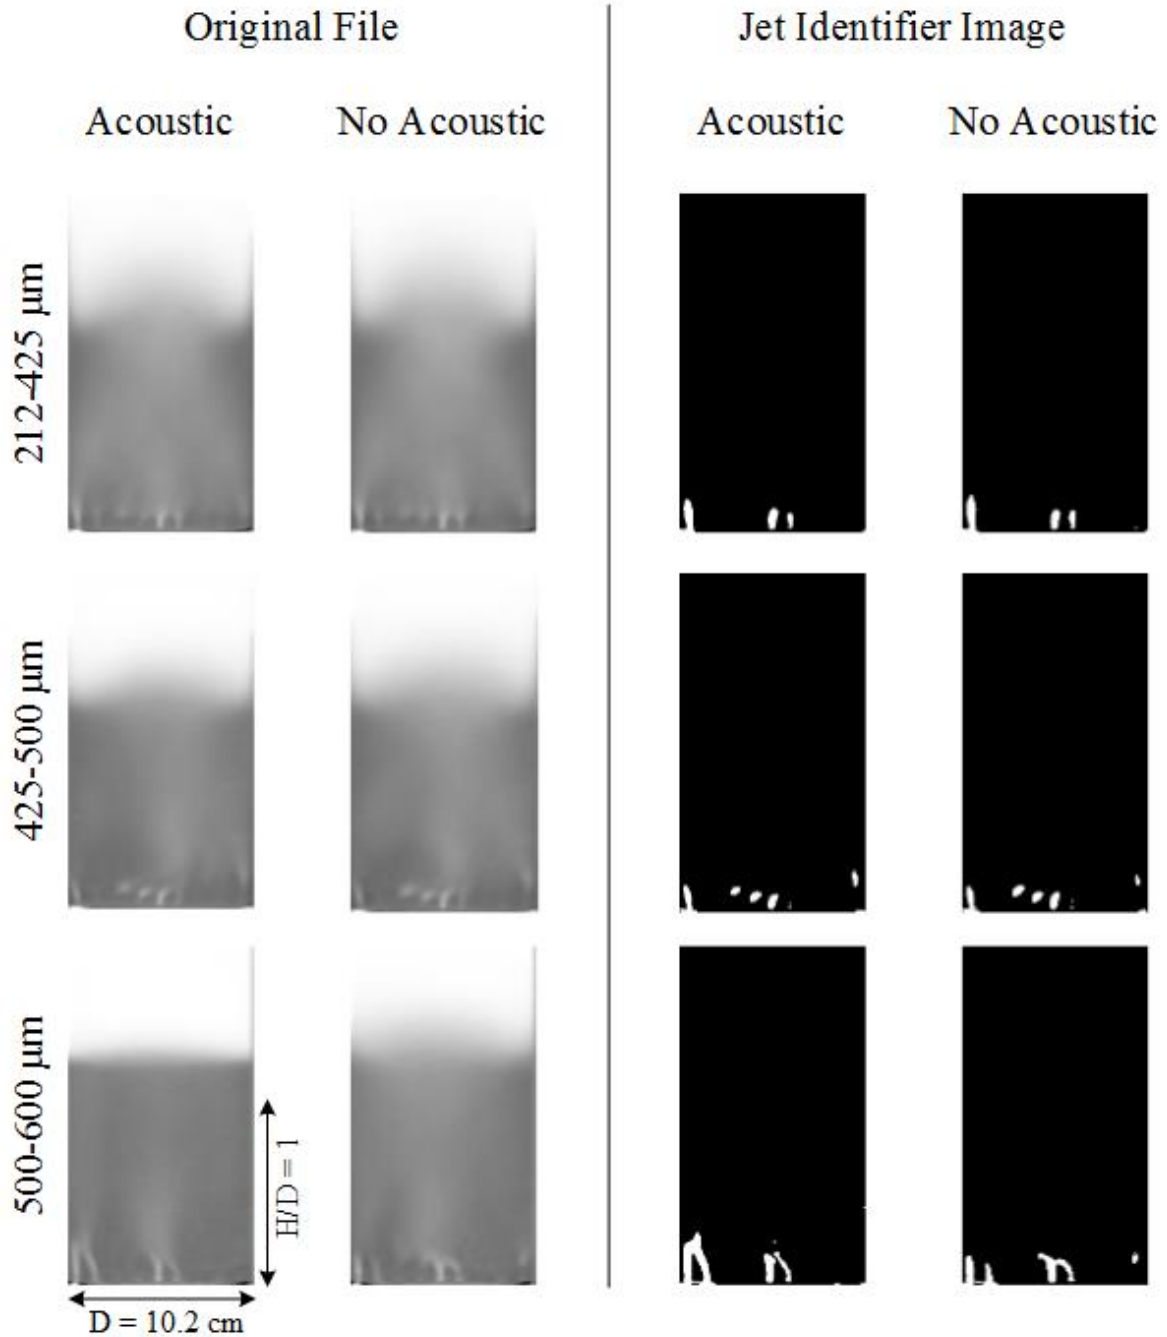 Original File
Jet Identifier Image
Acoustic
No Acoustic
Acoustic
No Acoustic
212-425 μm
425-500 μm
500-600 μm
H/D = 1
D = 10.2 cm